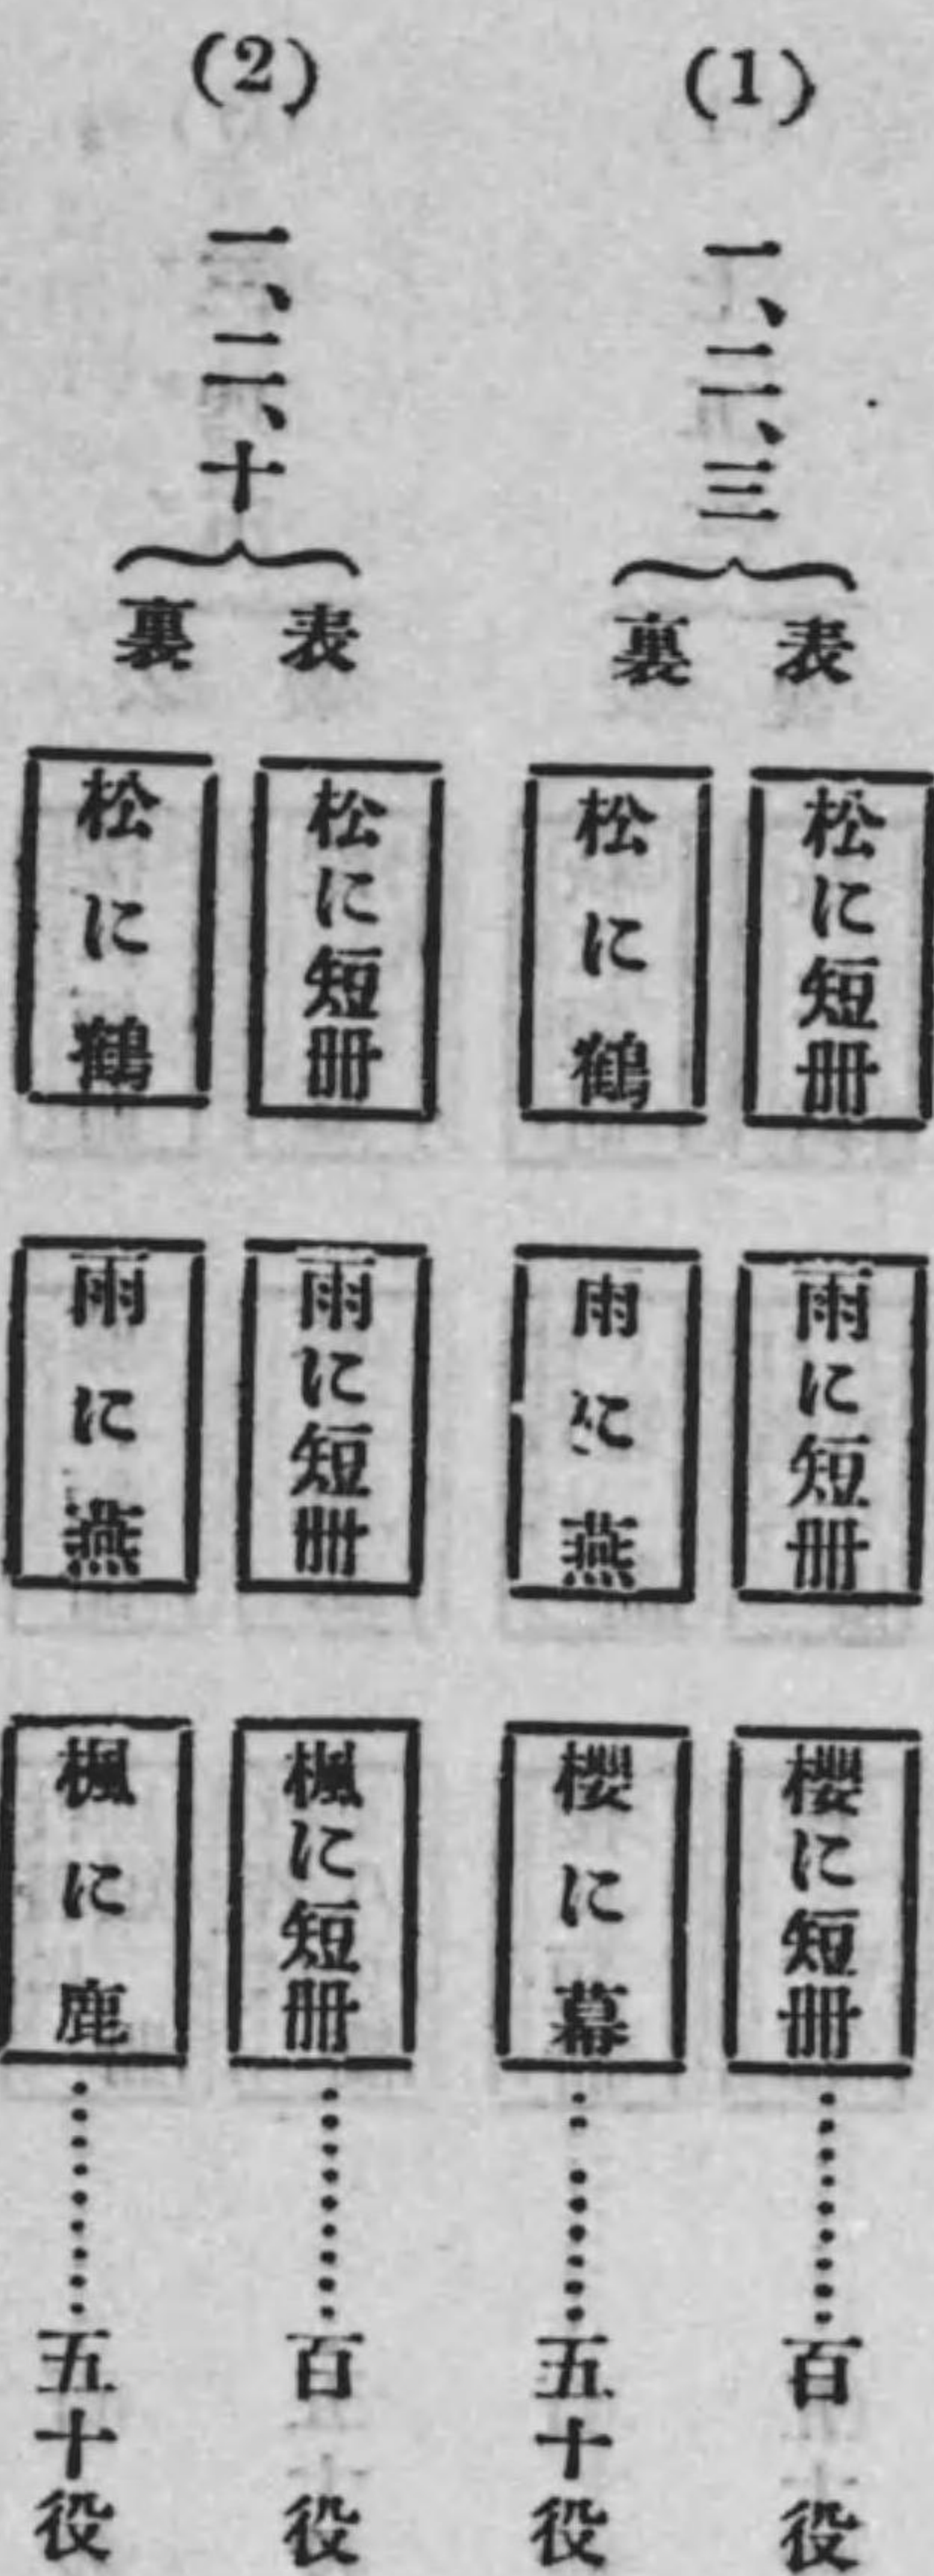 (1)
一、二、三
表
松に短冊
雨に短冊
櫻に短冊
…………百役
裏
松に鶴
雨に燕
櫻に幕
…………五十役
(2)
一、二、十
表
松に短冊
雨に短冊
楓に短冊
…………百役
裏
松に鶴
雨に燕
楓に鹿
…………五十役